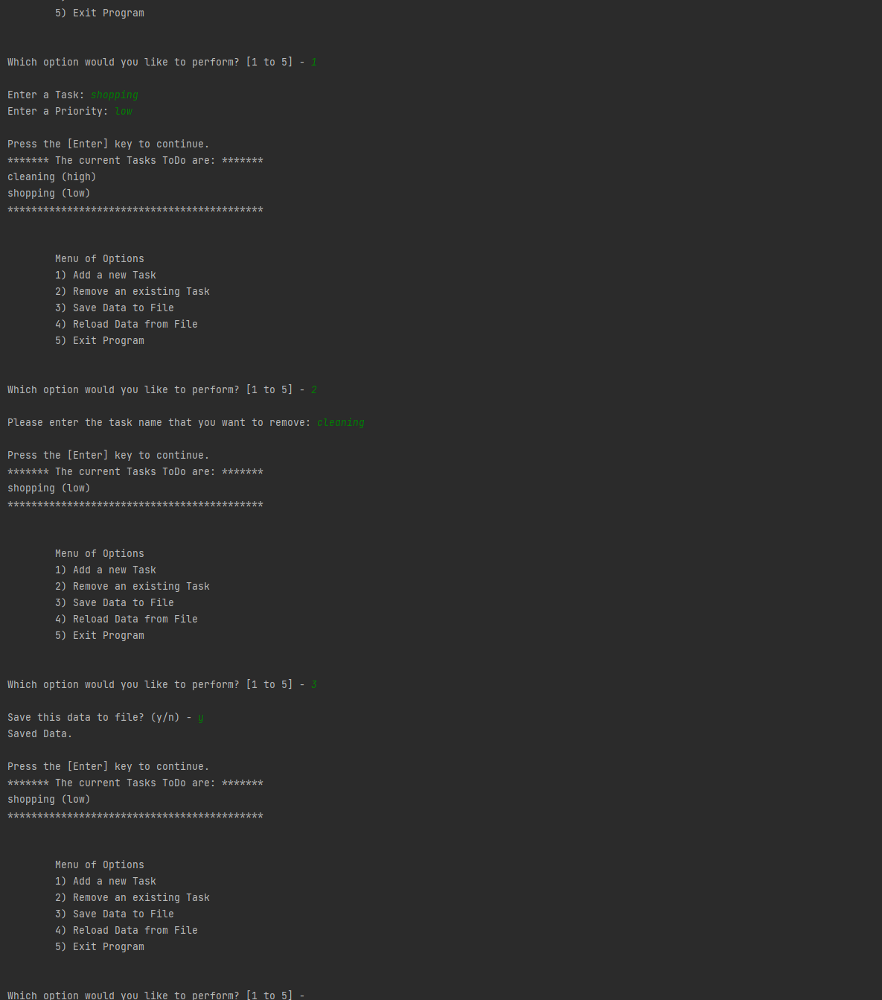 5) Exit Program
Which option would you like to perform? [1 to 5] - 1
Enter a Task: shopping
Enter a Priority: low
Press the [Enter] key to continue.
******* The current Tasks ToDo are: *******
cleaning (high)
shopping (low)
*******************************************
Menu of Options
1) Add a new Task
2) Remove an existing Task
3) Save Data to File
4) Reload Data from File
5) Exit Program
Which option would you like to perform? [1 to 5] - 2
Please enter the task name that you want to remove: cleaning
Press the [Enter] key to continue.
******* The current Tasks ToDo are: *******
shopping (low)
*******************************************
Menu of Options
1) Add a new Task
2) Remove an existing Task
3) Save Data to File
4) Reload Data from File
5) Exit Program
Which option would you like to perform? [1 to 5] - 3
Save this data to file? (y/n) - y
Saved Data.
Press the [Enter] key to continue.
******* The current Tasks ToDo are: *******
shopping (low)
*******************************************
Menu of Options
1) Add a new Task
2) Remove an existing Task
3) Save Data to File
4) Reload Data from File
5) Exit Program
Which option would you like to perform? [1 to 5] -